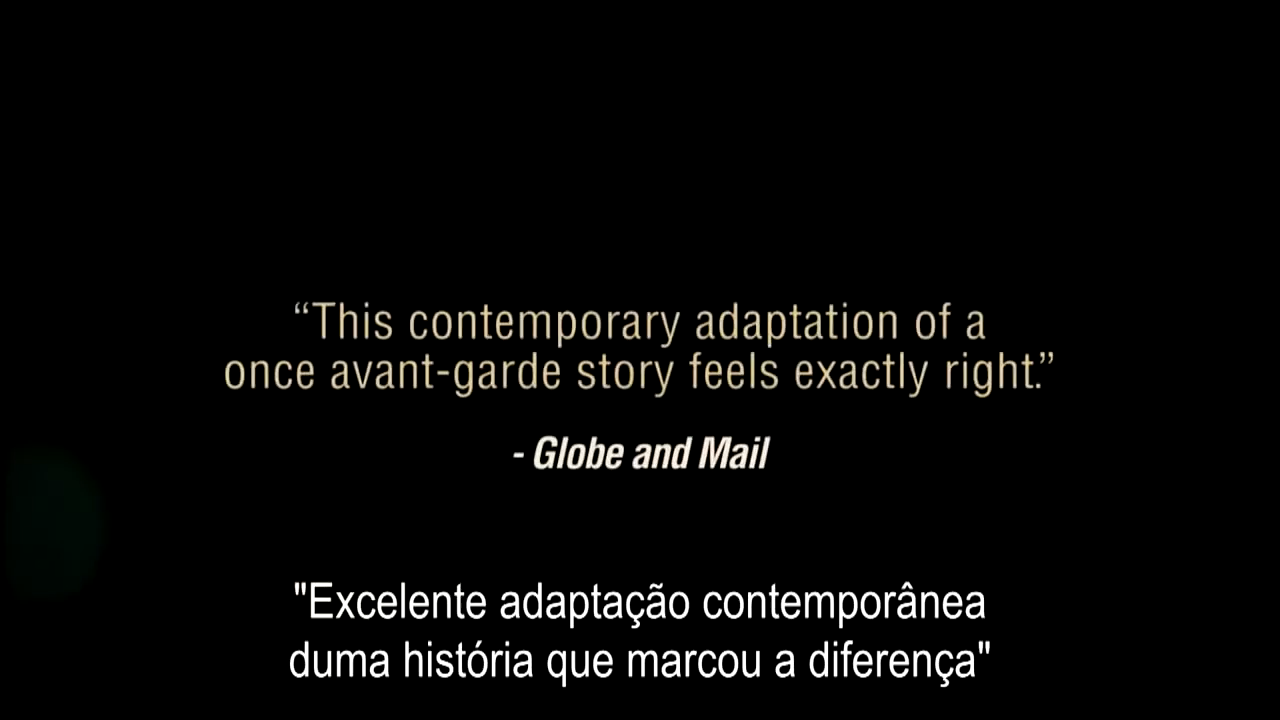 “This contemporary adaptation of a
once avant-garde story feels exactly right.”
- Globe and Mail
"Excelente adaptação contemporânea
duma história que marcou a diferença"